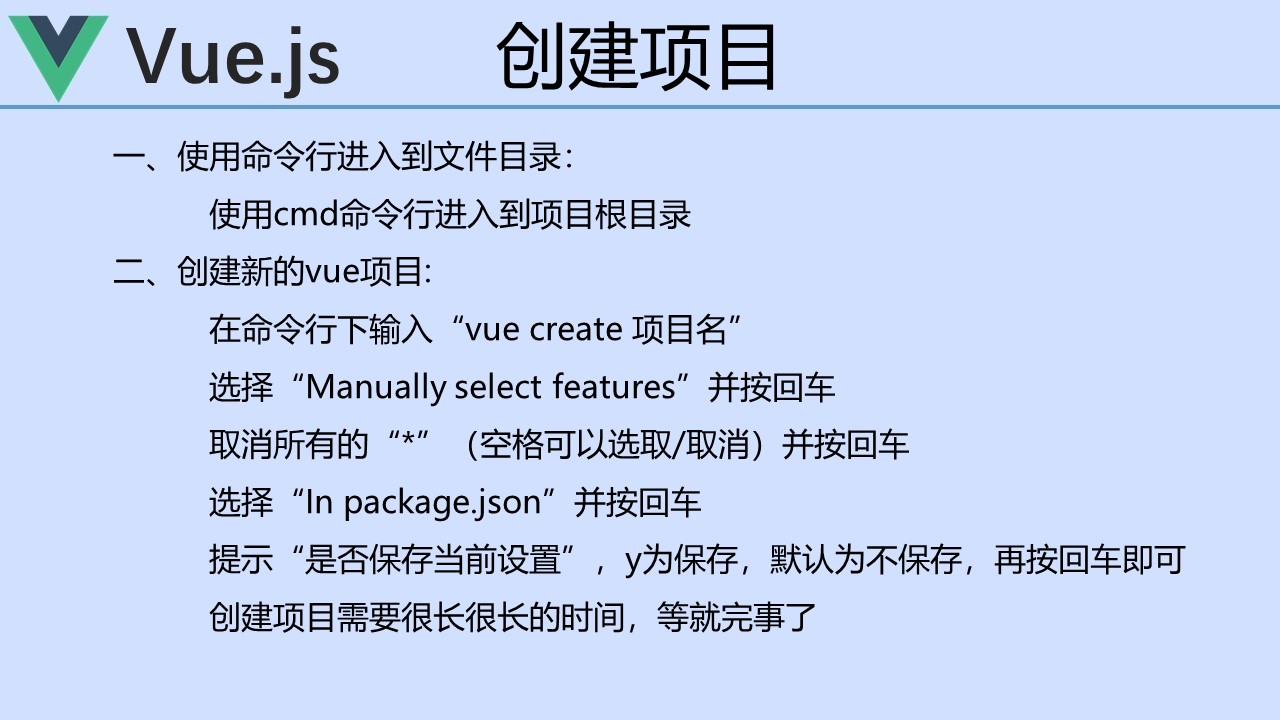 Vue.js
创建项目
一、使用命令行进入到文件目录：
使用cmd命令行进入到项目根目录
二、创建新的vue项目:
在命令行下输入“vue create 项目名”
选择“Manually select features”并按回车
取消所有的“*”（空格可以选取/取消）并按回车
选择“In package.json”并按回车
提示“是否保存当前设置”，y为保存，默认为不保存，再按回车即可
创建项目需要很长很长的时间，等就完事了